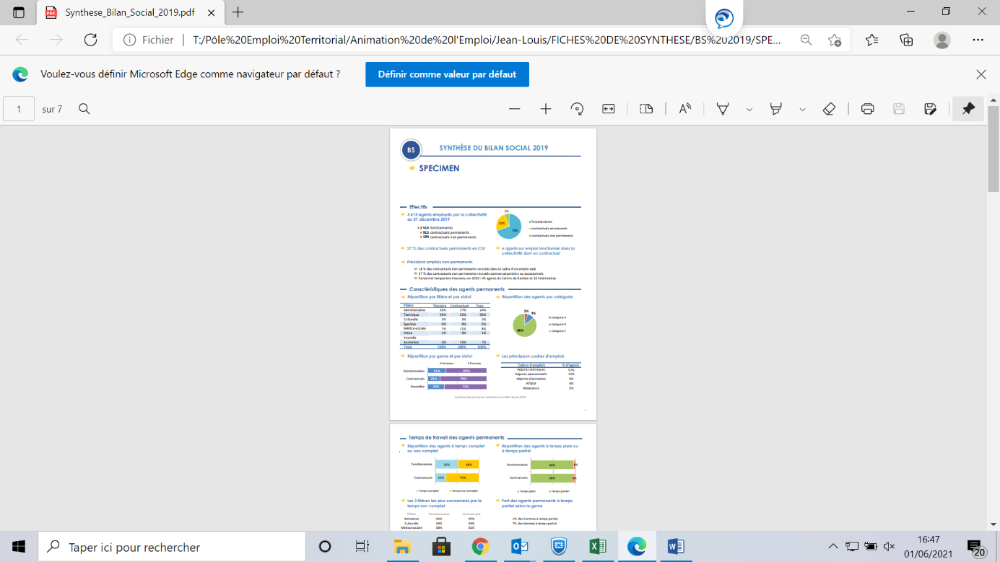 Synthese_Bilan_Social_2019.pdf
Fichier
T:/Pôle%20Emploi%20Territorial/Animation%20de%20l'Emploi/Jean-Louis/FICHES%20DE%20SYNTHESE/BS%202019/SPE...
Voulez-vous définir Microsoft Edge comme navigateur par défaut ?
Définir comme valeur par défaut
1 sur 7
BS
SYNTHÈSE DU BILAN SOCIAL 2019
SPECIMEN
Effectifs
3 615 agents employés par la collectivité au 31 décembre 2019
> 2 516 fonctionnaires
> 915 contractuels permanents
> 184 contractuels non permanents
5%
25%
70%
fonctionnaires
contractuels permanents
contractuels non permanents
27 % des contractuels permanents en CDI
6 agents sur emploi fonctionnel dans la collectivité dont un contractuel
Précisions emplois non permanents
18 % des contractuels non permanents recrutés dans le cadre d'un emploi aidé
57 % des contractuels non permanents recrutés comme saisonniers ou occasionnels
Personnel temporaire intervenu en 2019 : 45 agents du Centre de Gestion et 13 intérimaires
Caractéristiques des agents permanents
Répartition par filière et par statut
Filière Titulaire Contractuel Tous
Administrative 26% 17% 24%
Technique 59% 55% 58%
Culturelle 2% 3% 2%
Sportive 0% 0% 0%
Médico-sociale 7% 11% 8%
Police 1% 0% 1%
Incendie
Animation 5% 13% 7%
Total 100% 100% 100%
Répartition des agents par catégorie
5%
9%
86%
Catégorie A
Catégorie B
Catégorie C
Répartition par genre et par statut
Hommes Femmes
Fonctionnaires 31% 69%
Contractuels 21% 79%
Ensemble 29% 71%
Les principaux cadres d'emplois
Cadres d'emplois % d'agents
Adjoints techniques 52%
Adjoints administratifs 15%
Adjoints d'animation 6%
ATSEM 6%
Rédacteurs 6%
Synthèse des principaux indicateurs du Bilan Social 2019
1
Temps de travail des agents permanents
Répartition des agents à temps complet ou non complet
Fonctionnaires 52% 48%
Contractuels 25% 75%
Temps complet Temps non complet
Répartition des agents à temps plein ou à temps partiel
Fonctionnaires 4%
Contractuels 96% 4%
Temps plein Temps partiel
Les 3 filières les plus concernées par le temps non complet
Filière Fonctionnaires Contractuels
Animation 85% 95%
Culturelle 64% 94%
Médico-sociale
Part des agents permanents à temps partiel selon le genre
1% des hommes à temps partiel
7% des femmes à temps partiel
Taper ici pour rechercher
16:47
01/06/2021
20